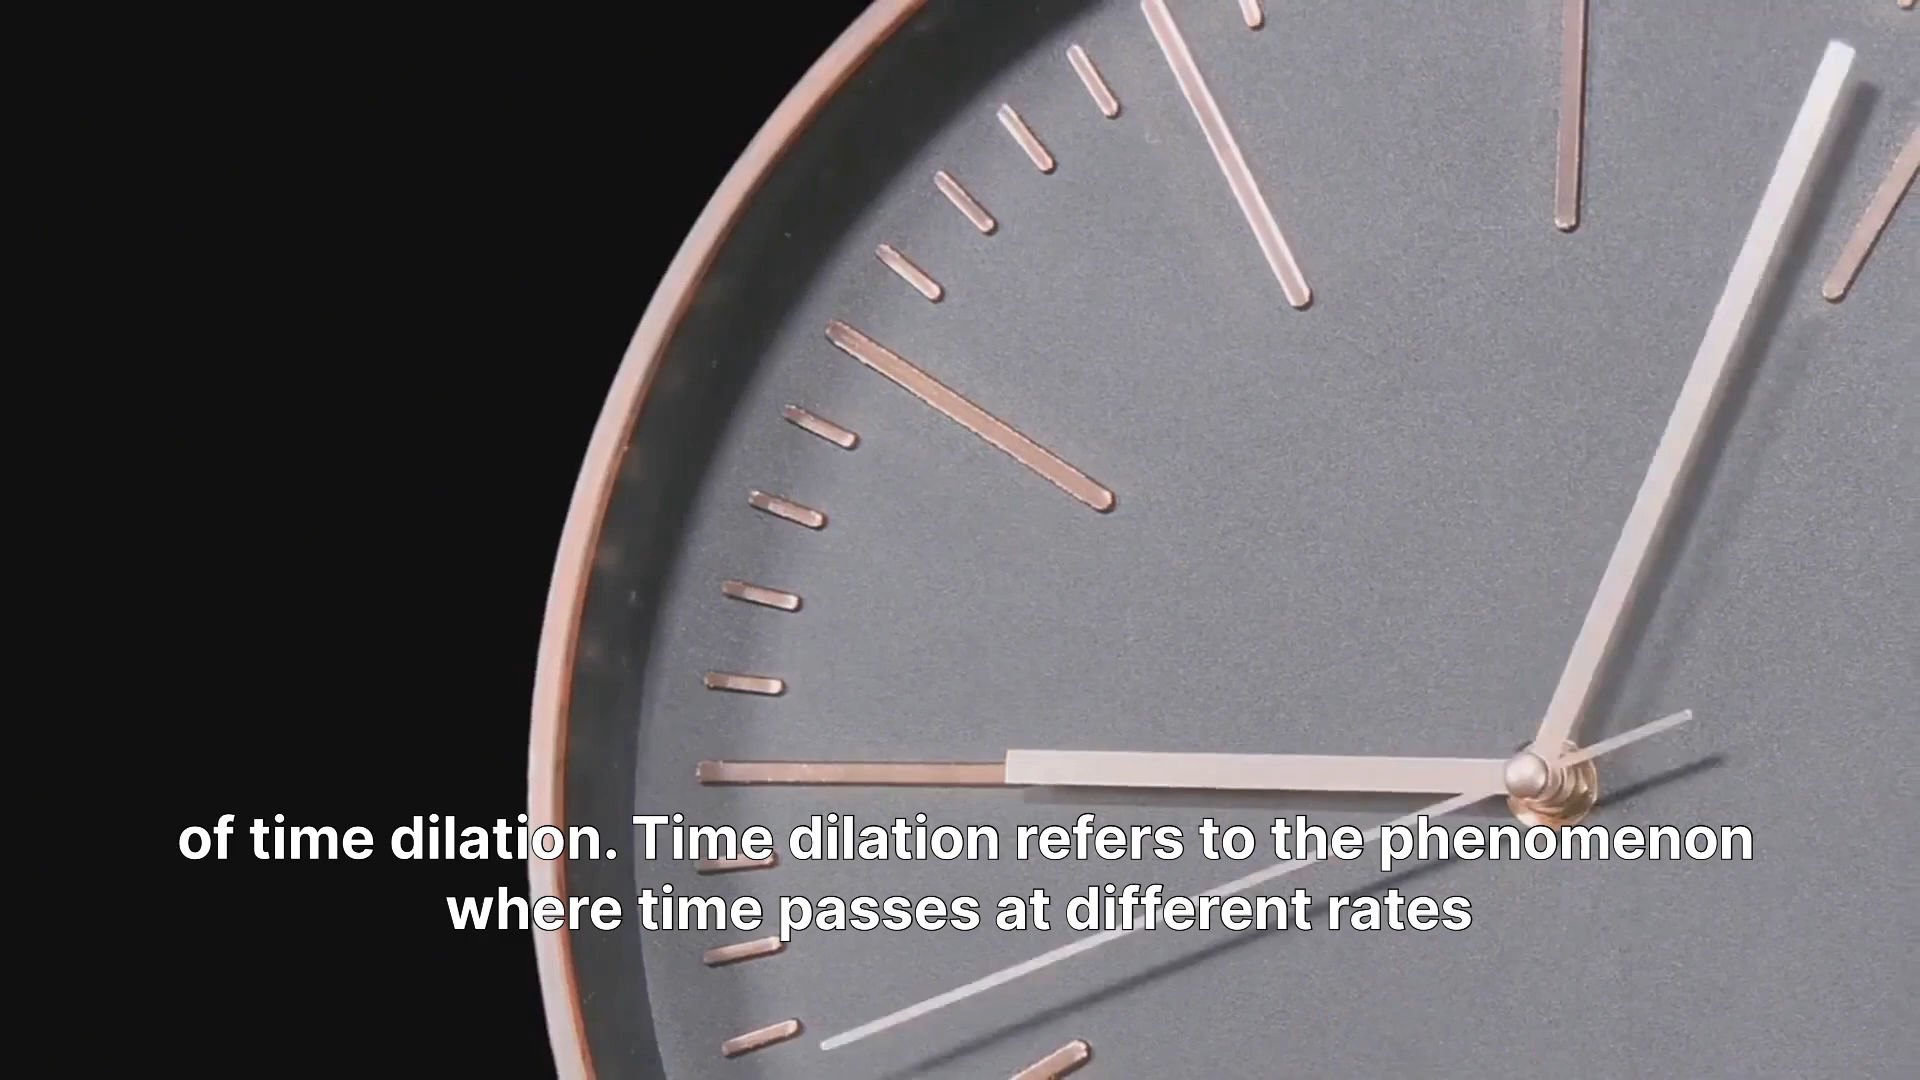 of time dilation. Time dilation refers to the phenomenon
where time passes at different rates